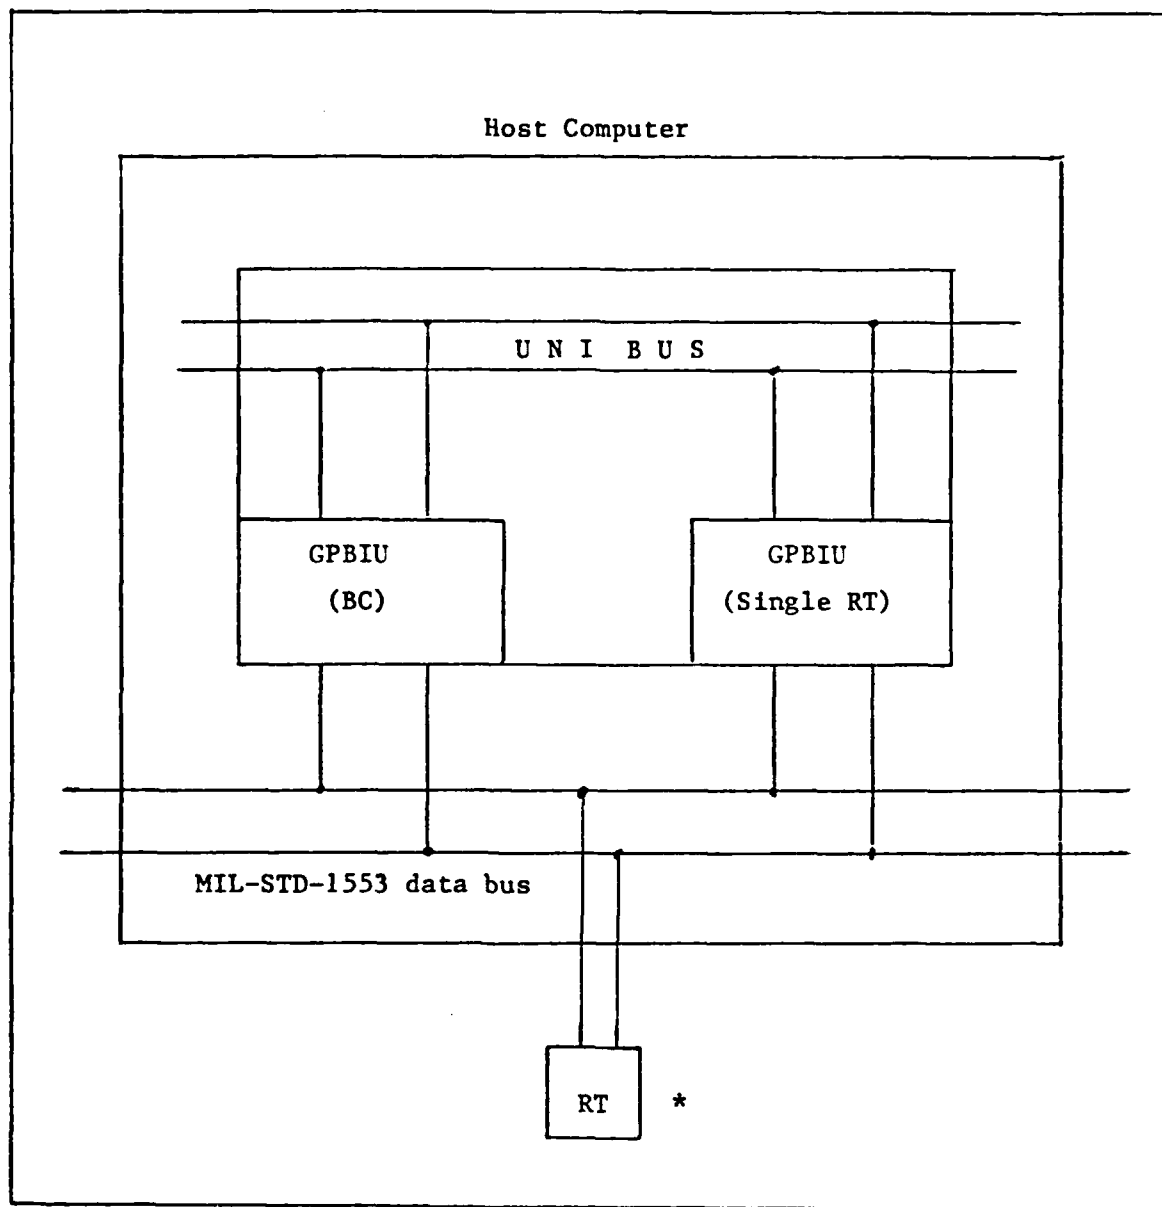 Host Computer
U N I B U S
GPBIU
(BC)
GPBIU
(Single RT)
MIL-STD-1553 data bus
RT *